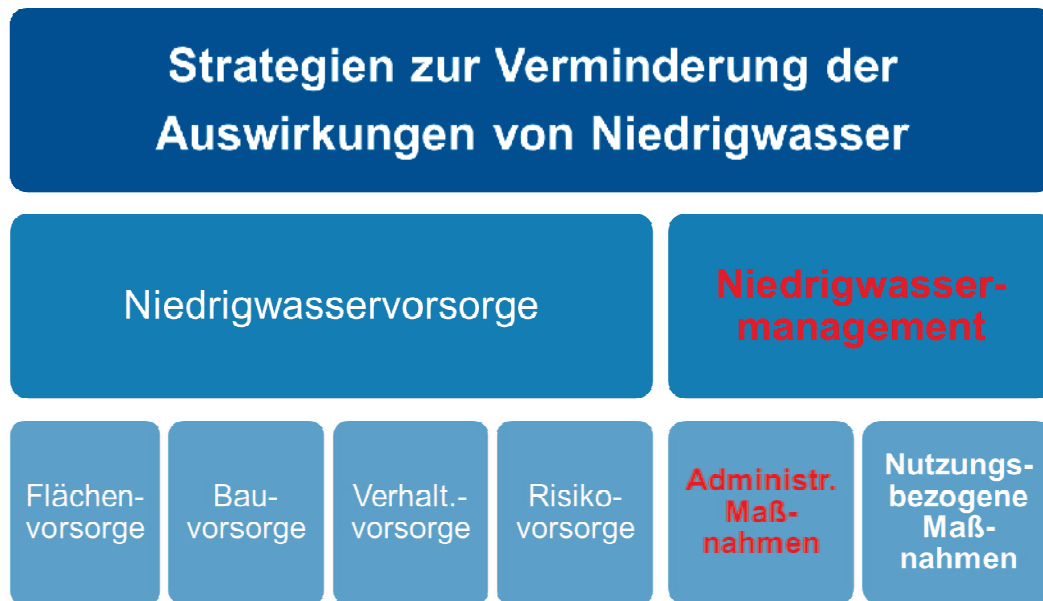 Strategien zur Verminderung der
Auswirkungen von Niedrigwasser
Niedrigwasservorsorge
Niedrigwasser-
management
Flächen-
vorsorge
Bau-
vorsorge
Verhalt.-
vorsorge
Risiko-
vorsorge
Administr.
Maß-
nahmen
Nutzungs-
bezogene
Maß-
nahmen